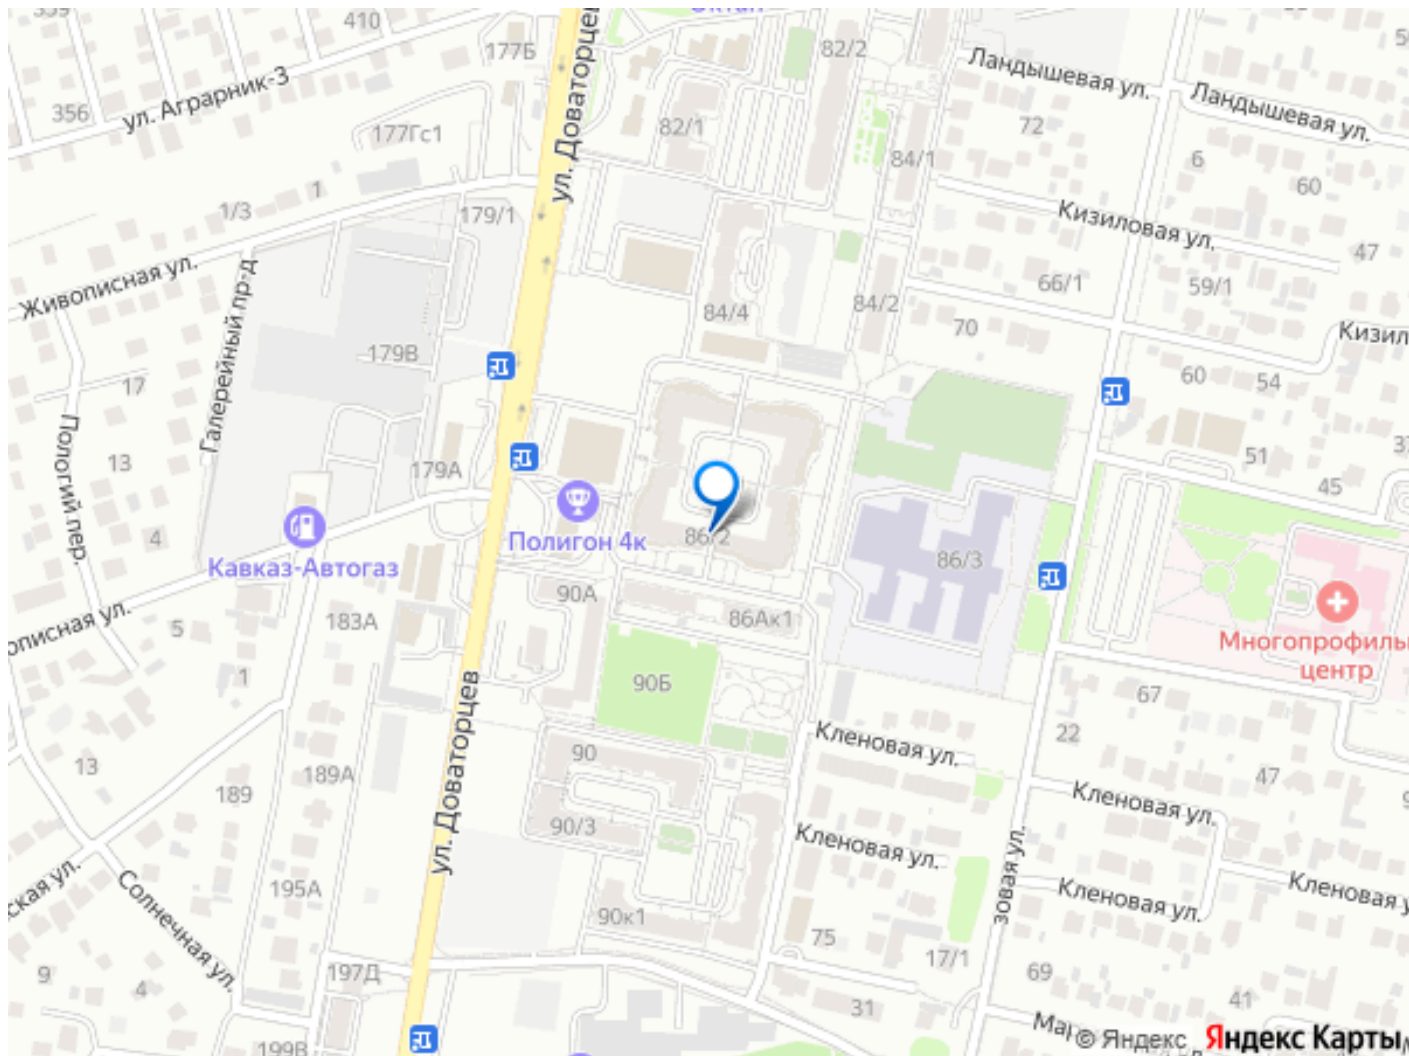 410
177Б
82/2
ул. Аграрник-3
356
177Гс1
82/1
84/1
Ландышевая ул.
72
Ландышевая ул.
6
60
ул. Доваторцев
1
1/3
179/1
Кизиловая ул.
47
66/1
59/1
Живописная ул.
Галерейный пр-д.
84/4
84/2
70
179В
60
54
17
Пологий пер.
13
179А
51
45
4
Полигон 4к
86/2
86/3
Кавказ-Автогаз
90А
86Ак1
5
183А
Многопрофиль
центр
1
90Б
67
22
Кленовая ул.
ул. Доваторцев
90
13
189А
189
47
Кленовая ул.
90/3
Кленовая ул.
195А
Кленовая ул.
Солнечная ул.
90к1
75
17/1
9
4
197Д
69
31
41
199В
© Яндекс
Яндекс Карты